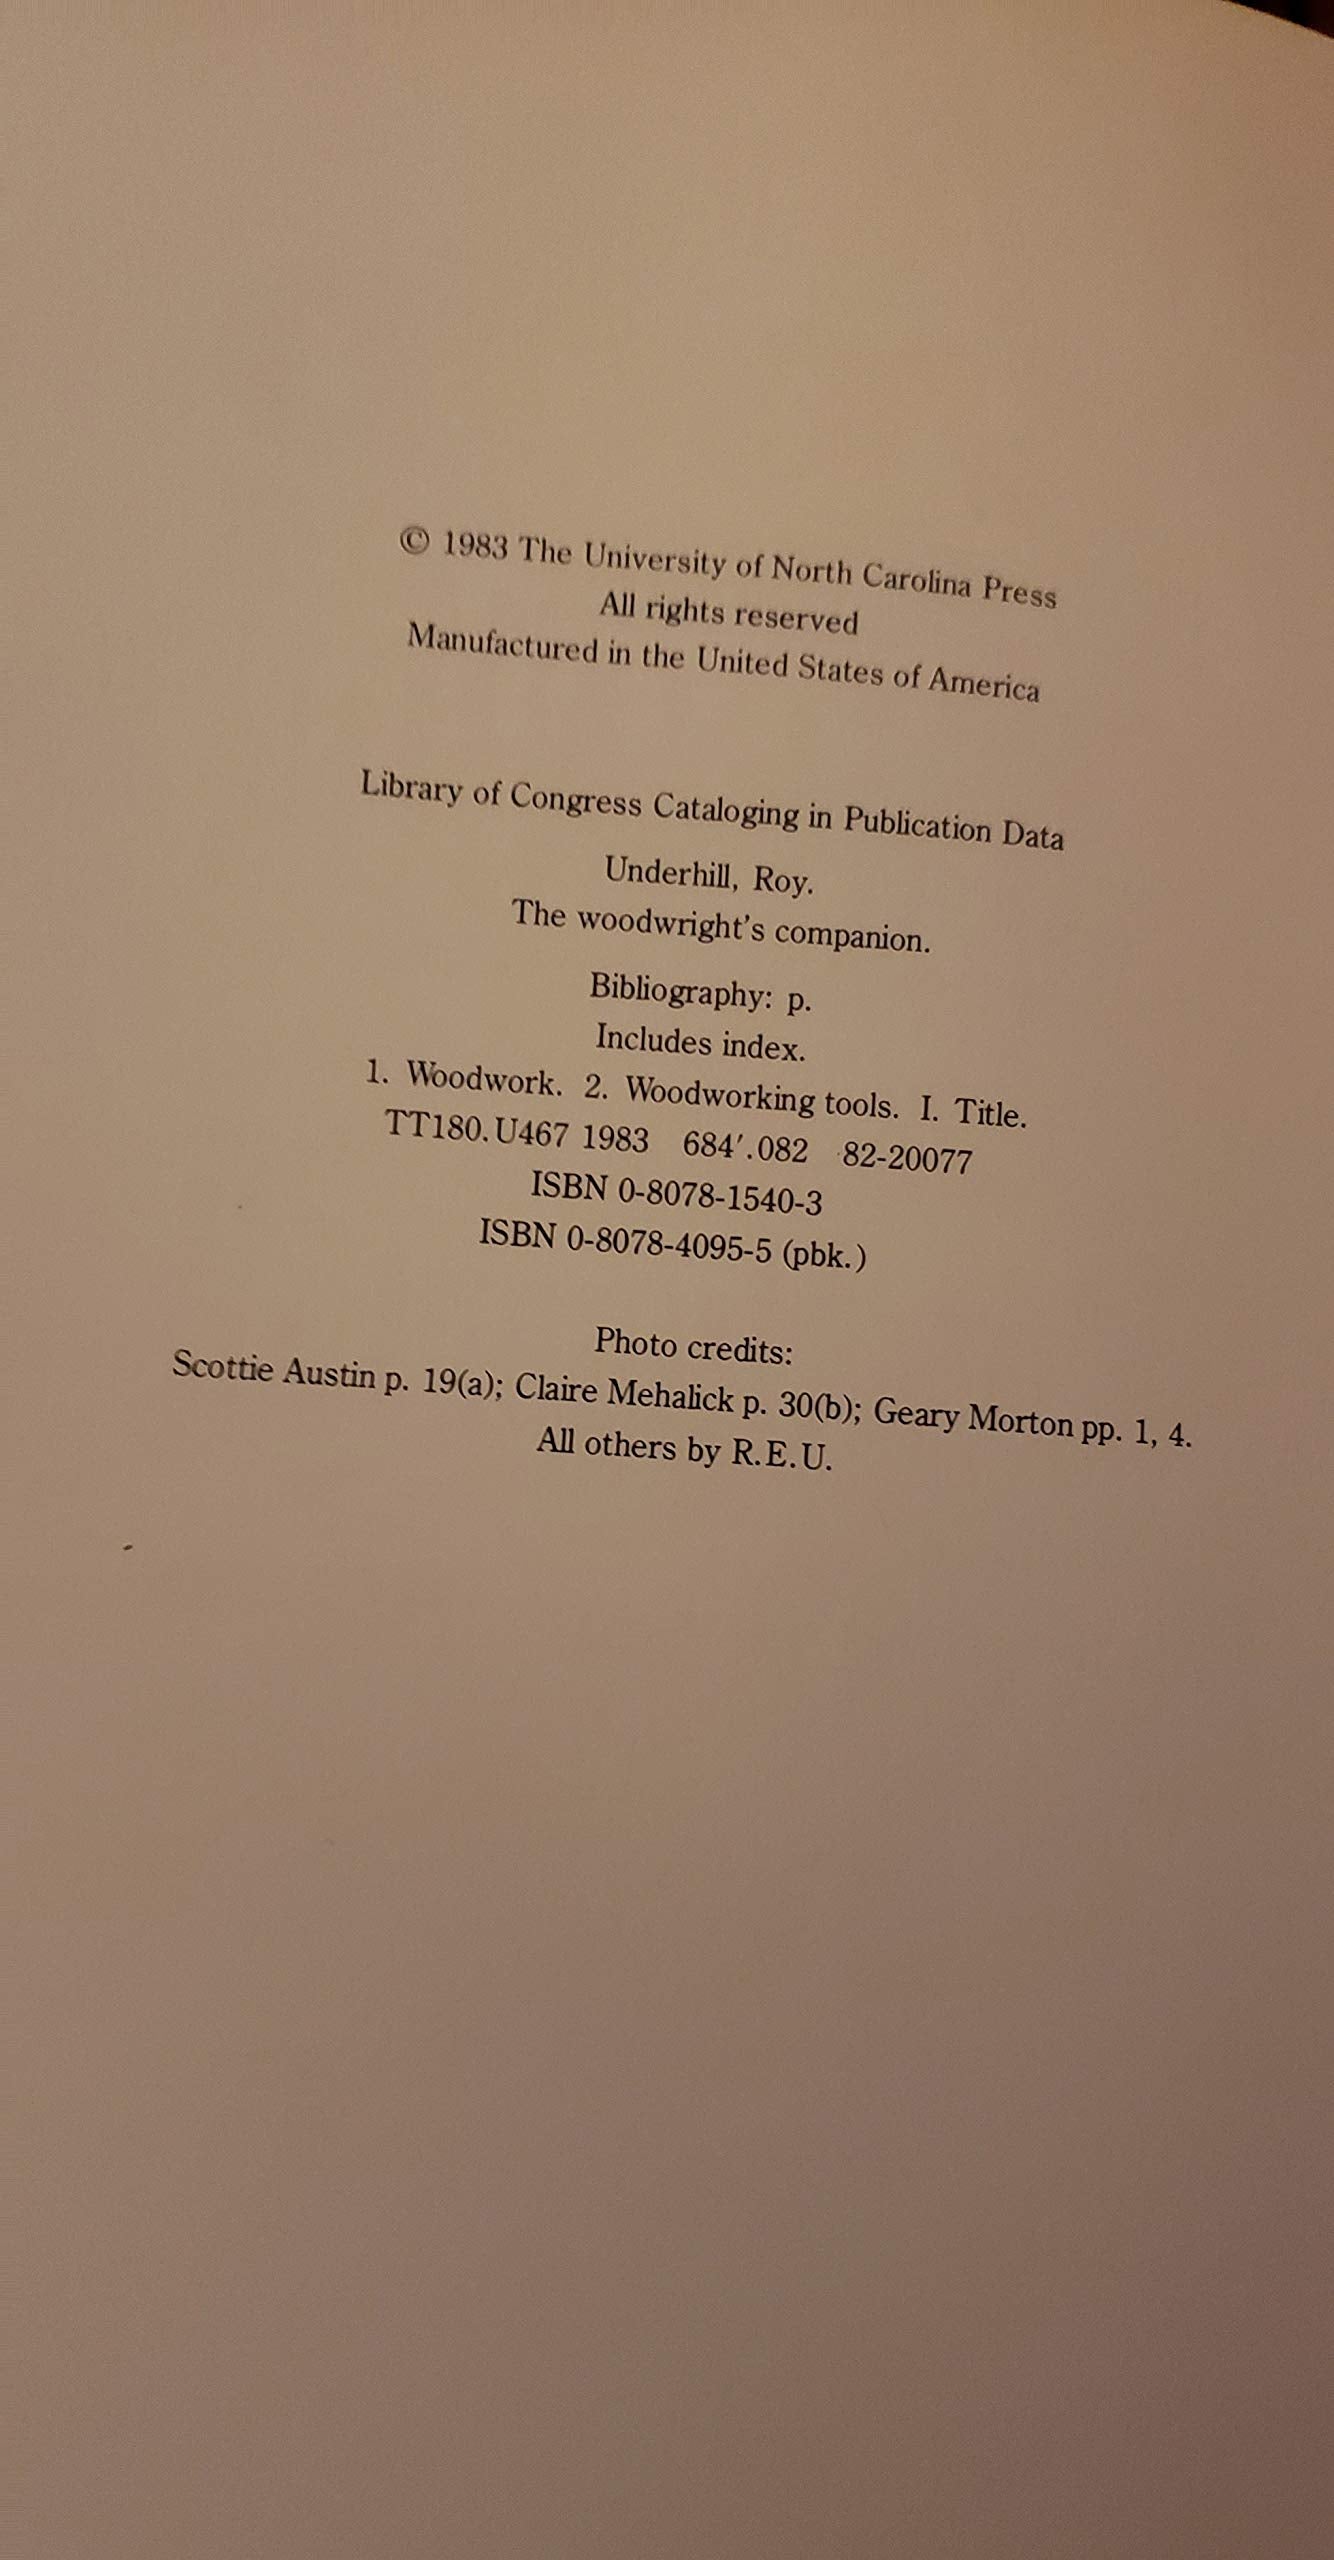 © 1983 The University of North Carolina Press
All rights reserved
Manufactured in the United States of America
Library of Congress Cataloging in Publication Data
Underhill, Roy.
The woodwright's companion.
Bibliography: p.
Includes index.
1. Woodwork. 2. Woodworking tools. I. Title.
TT180.U467 1983 684′.082 82-20077
ISBN 0-8078-1540-3
ISBN 0-8078-4095-5 (pbk.)
Photo credits:
Scottie Austin p. 19(a); Claire Mehalick p. 30(b); Geary Morton pp. 1, 4.
All others by R.E.U.